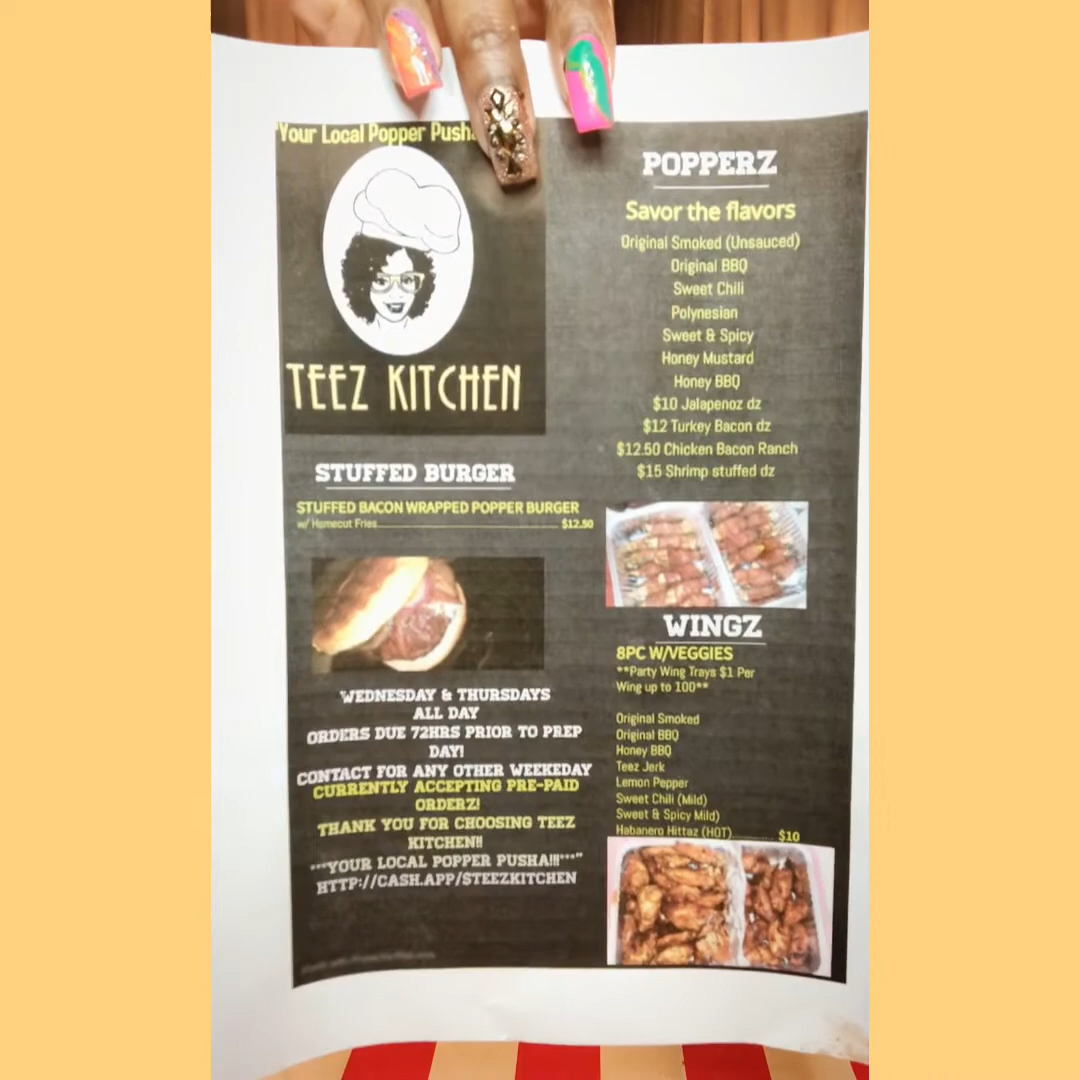 "Your Local Popper
TEEZ KITCHEN
STUFFED BURGER
STUFFED BACON WRAPPED POPPER BURGER
w/ Homecut Fries $12.50
WEDNESDAY & THURSDAYS
ALL DAY
ORDERS DUE 72HRS PRIOR TO PREP
DAY!
CONTACT FOR ANY OTHER WEEKEDAY
CURRENTLY ACCEPTING PRE-PAID
ORDERZ!
THANK YOU FOR CHOOSING TEEZ
KITCHEN!!
***YOUR LOCAL POPPER PUSHA!!!***"
HTTP://CASH.APP/$TEEZKITCHEN
POPPERZ
Savor the flavors
Original Smoked (Unsauced)
Original BBQ
Sweet Chili
Polynesian
Sweet & Spicy
Honey Mustard
Honey BBQ
$10 Jalapenoz dz
$12 Turkey Bacon dz
$12.50 Chicken Bacon Ranch
$15 Shrimp stuffed dz
WINGZ
8PC W/VEGGIES
**Party Wing Trays $1 Per
Wing up to 100**
Original Smoked
Original BBQ
Honey BBQ
Teez Jerk
Lemon Pepper
Sweet Chili (Mild)
Sweet & Spicy Mild)
Habanero Hittaz (HOT) $10